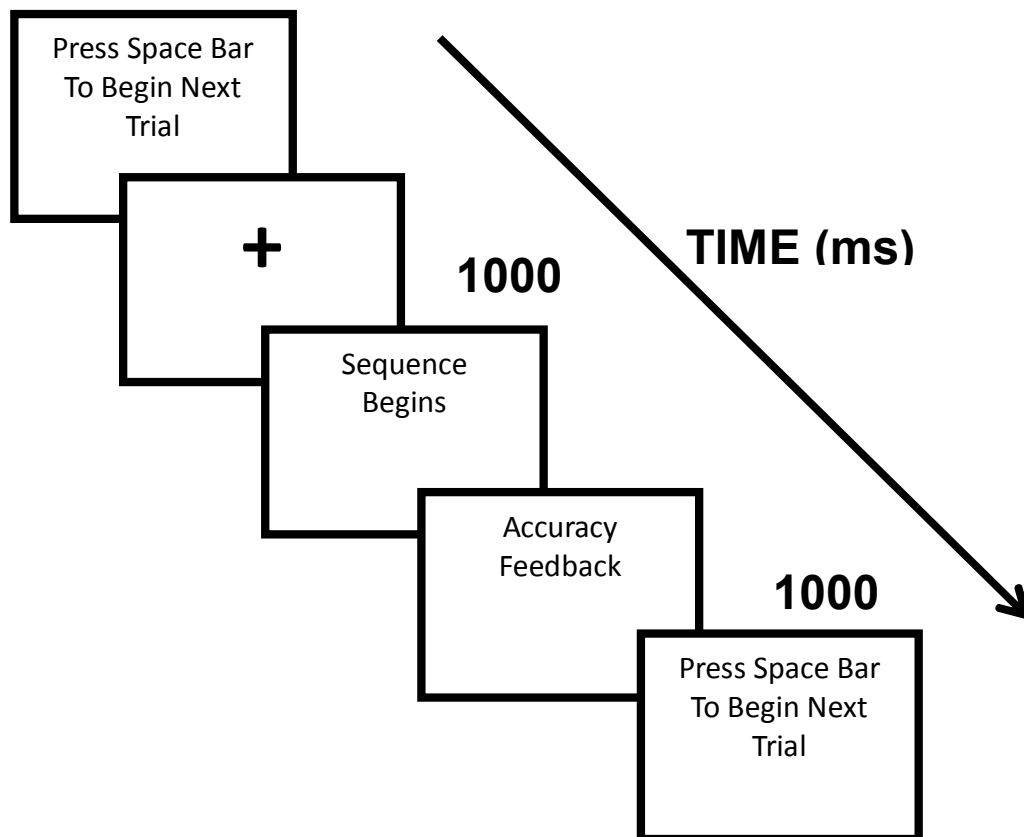 Press Space Bar
To Begin Next
Trial
+
TIME (ms)
1000
Sequence
Begins
Accuracy
Feedback
1000
Press Space Bar
To Begin Next
Trial